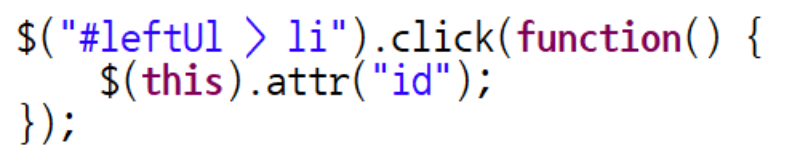 $("#leftUl > li").click(function() {
    $(this).attr("id");
});